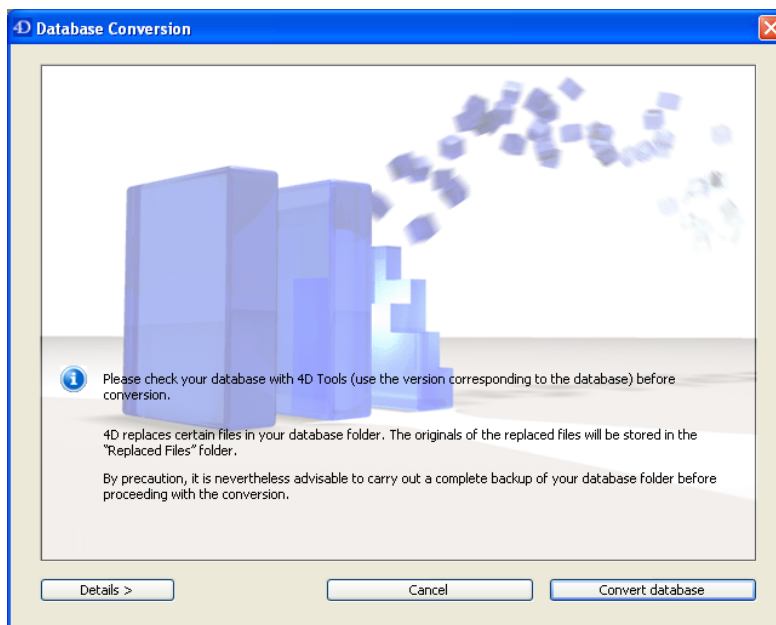 4D Database Conversion
Please check your database with 4D Tools (use the version corresponding to the database) before
conversion.
4D replaces certain files in your database folder. The originals of the replaced files will be stored in the
“Replaced Files” folder.
By precaution, it is nevertheless advisable to carry out a complete backup of your database folder before
proceeding with the conversion.
Details >
Cancel
Convert database